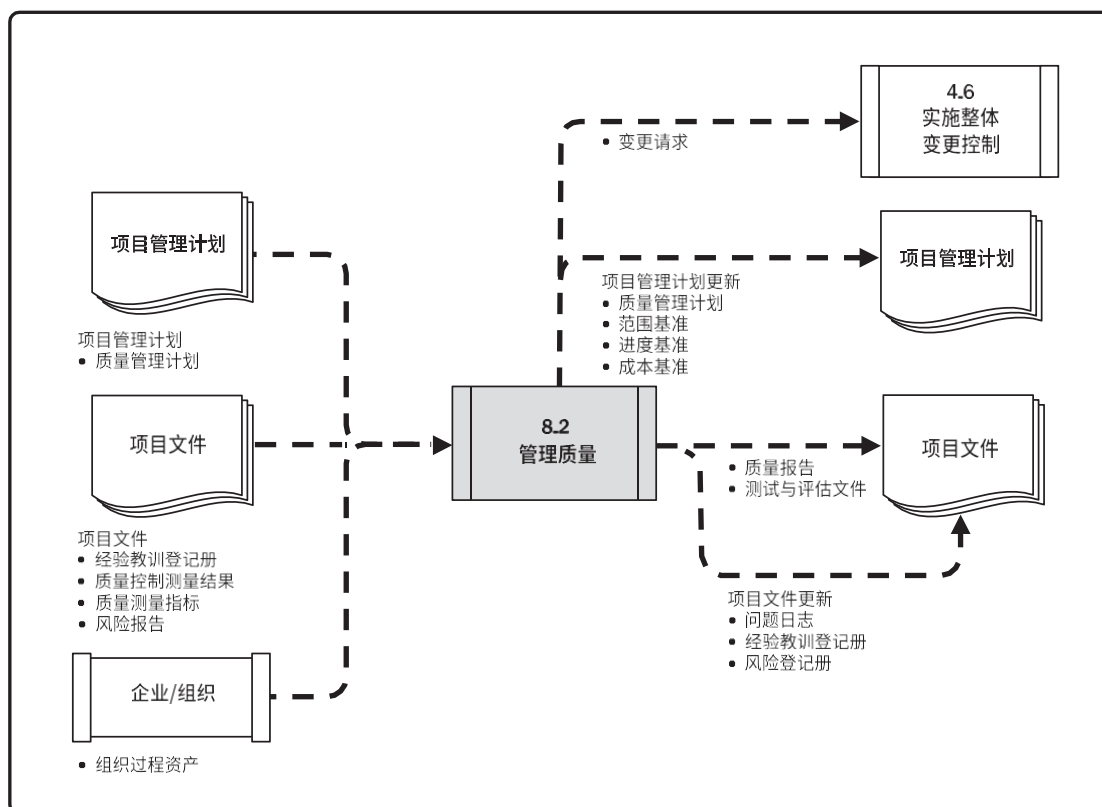 4.6
实施整体
变更控制
• 变更请求
项目管理计划
项目管理计划
项目管理计划更新
• 质量管理计划
• 范围基准
• 进度基准
• 成本基准
项目管理计划
• 质量管理计划
项目文件
8.2
管理质量
项目文件
• 质量报告
• 测试与评估文件
项目文件
• 经验教训登记册
• 质量控制测量结果
• 质量测量指标
• 风险报告
项目文件更新
• 问题日志
• 经验教训登记册
• 风险登记册
企业/组织
• 组织过程资产